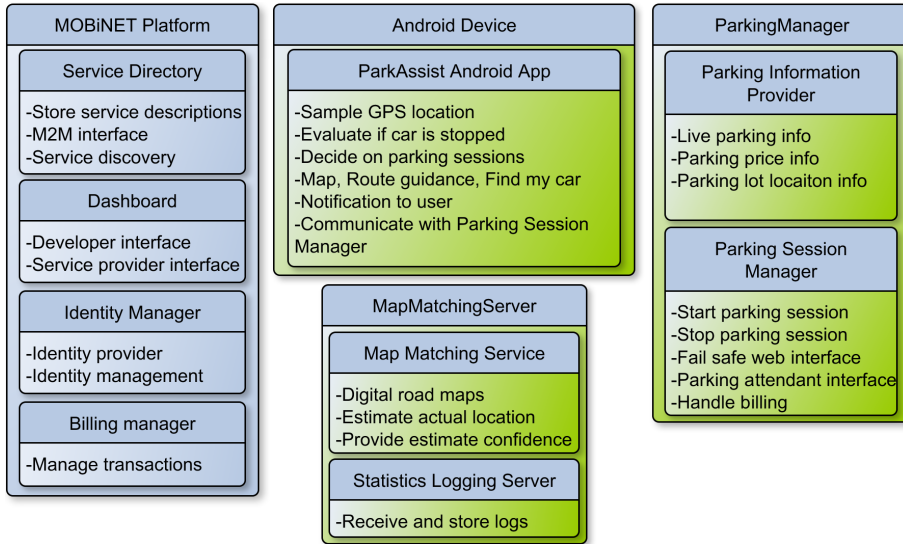 MOBiNET Platform
Service Directory
-Store service descriptions
-M2M interface
-Service discovery
Dashboard
-Developer interface
-Service provider interface
Identity Manager
-Identity provider
-Identity management
Billing manager
-Manage transactions
Android Device
ParkAssist Android App
-Sample GPS location
-Evaluate if car is stopped
-Decide on parking sessions
-Map, Route guidance, Find my car
-Notification to user
-Communicate with Parking Session
Manager
MapMatchingServer
Map Matching Service
-Digital road maps
-Estimate actual location
-Provide estimate confidence
Statistics Logging Server
-Receive and store logs
ParkingManager
Parking Information
Provider
-Live parking info
-Parking price info
-Parking lot locaiton info
Parking Session
Manager
-Start parking session
-Stop parking session
-Fail safe web interface
-Parking attendant interface
-Handle billing